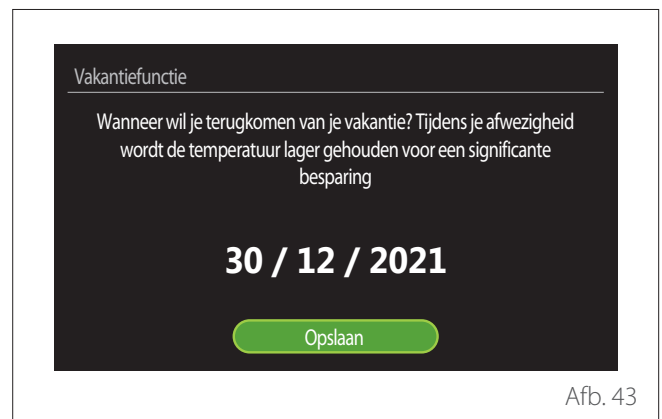 Vakantiefunctie
Wanneer wil je terugkomen van je vakantie? Tijdens je afwezigheid
wordt de temperatuur lager gehouden voor een significante
besparing
30 / 12 / 2021
Opslaan
Afb. 43